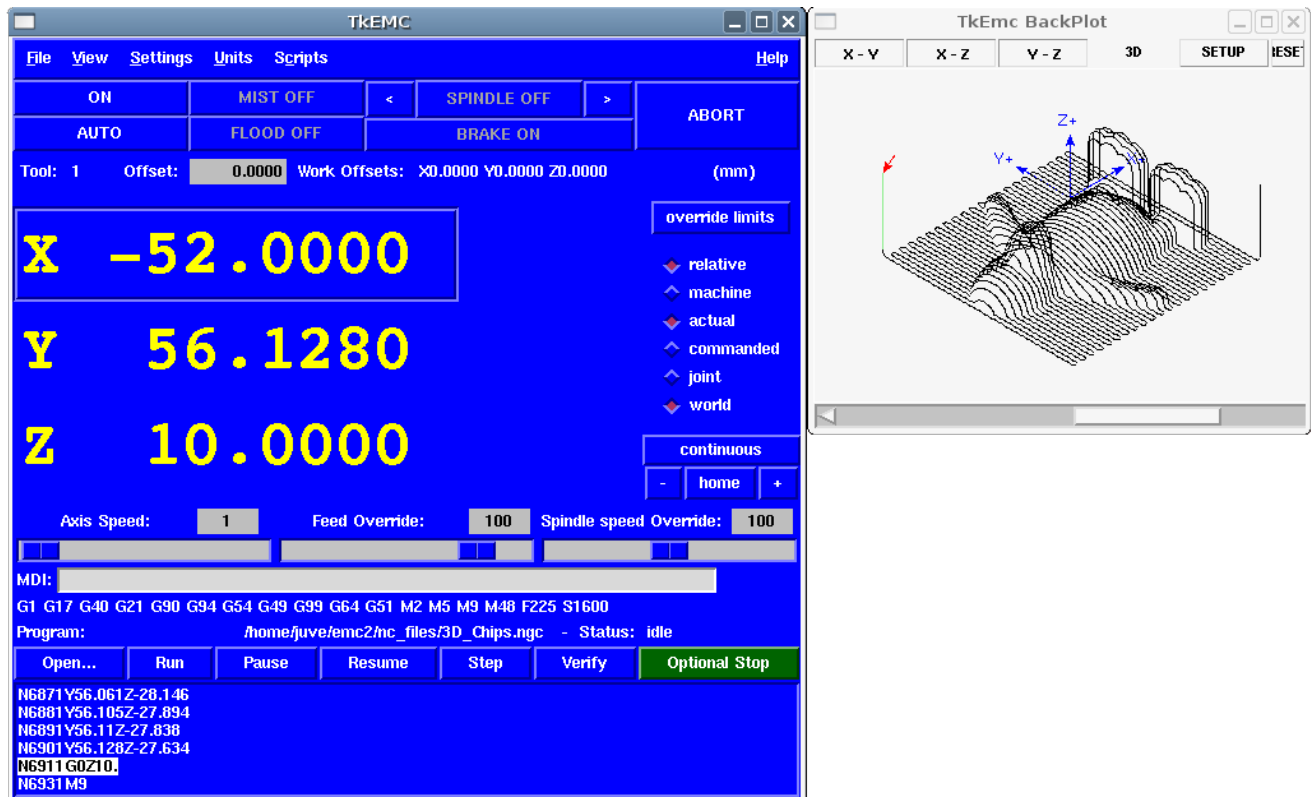 TkEMC
File View Settings Units Scripts Help
ON MIST OFF < SPINDLE OFF > ABORT
AUTO FLOOD OFF BRAKE ON
Tool: 1 Offset: 0.0000 Work Offsets: X0.0000 Y0.0000 Z0.0000 (mm)
override limits
X -52.0000
relative
machine
Y 56.1280
actual
commanded
joint
world
Z 10.0000
continuous
- home +
Axis Speed: 1 Feed Override: 100 Spindle speed Override: 100
MDI:
G1 G17 G40 G21 G90 G94 G54 G49 G99 G64 G51 M2 M5 M9 M48 F225 S1600
Program: /home/juve/emc2/nc_files/3D_Chips.ngc - Status: idle
Open... Run Pause Resume Step Verify Optional Stop
N6871Y56.061Z-28.146
N6881Y56.105Z-27.894
N6891Y56.11Z-27.838
N6901Y56.128Z-27.634
N6911G0Z10.
N6931M9
TkEmc BackPlot
X - Y X - Z Y - Z 3D SETUP
Z+
Y+ X+